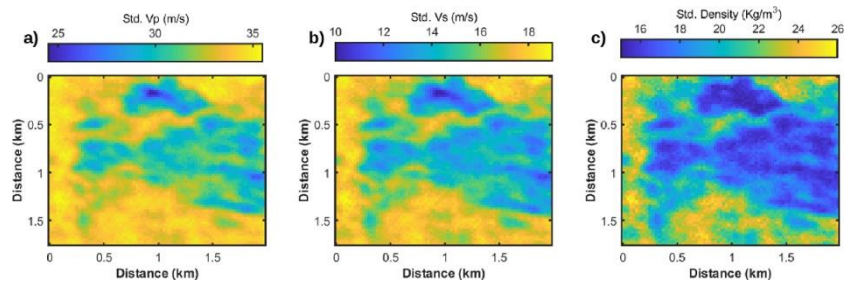 a)
Std. Vp (m/s)
25 30 35
0
0.5
1
1.5
Distance (km)
0 0.5 1 1.5
Distance (km)
b)
Std. Vs (m/s)
10 12 14 16 18
0
0.5
1
1.5
Distance (km)
0 0.5 1 1.5
Distance (km)
c)
Std. Density (Kg/m³)
16 18 20 22 24 26
0
0.5
1
1.5
Distance (km)
0 0.5 1 1.5
Distance (km)